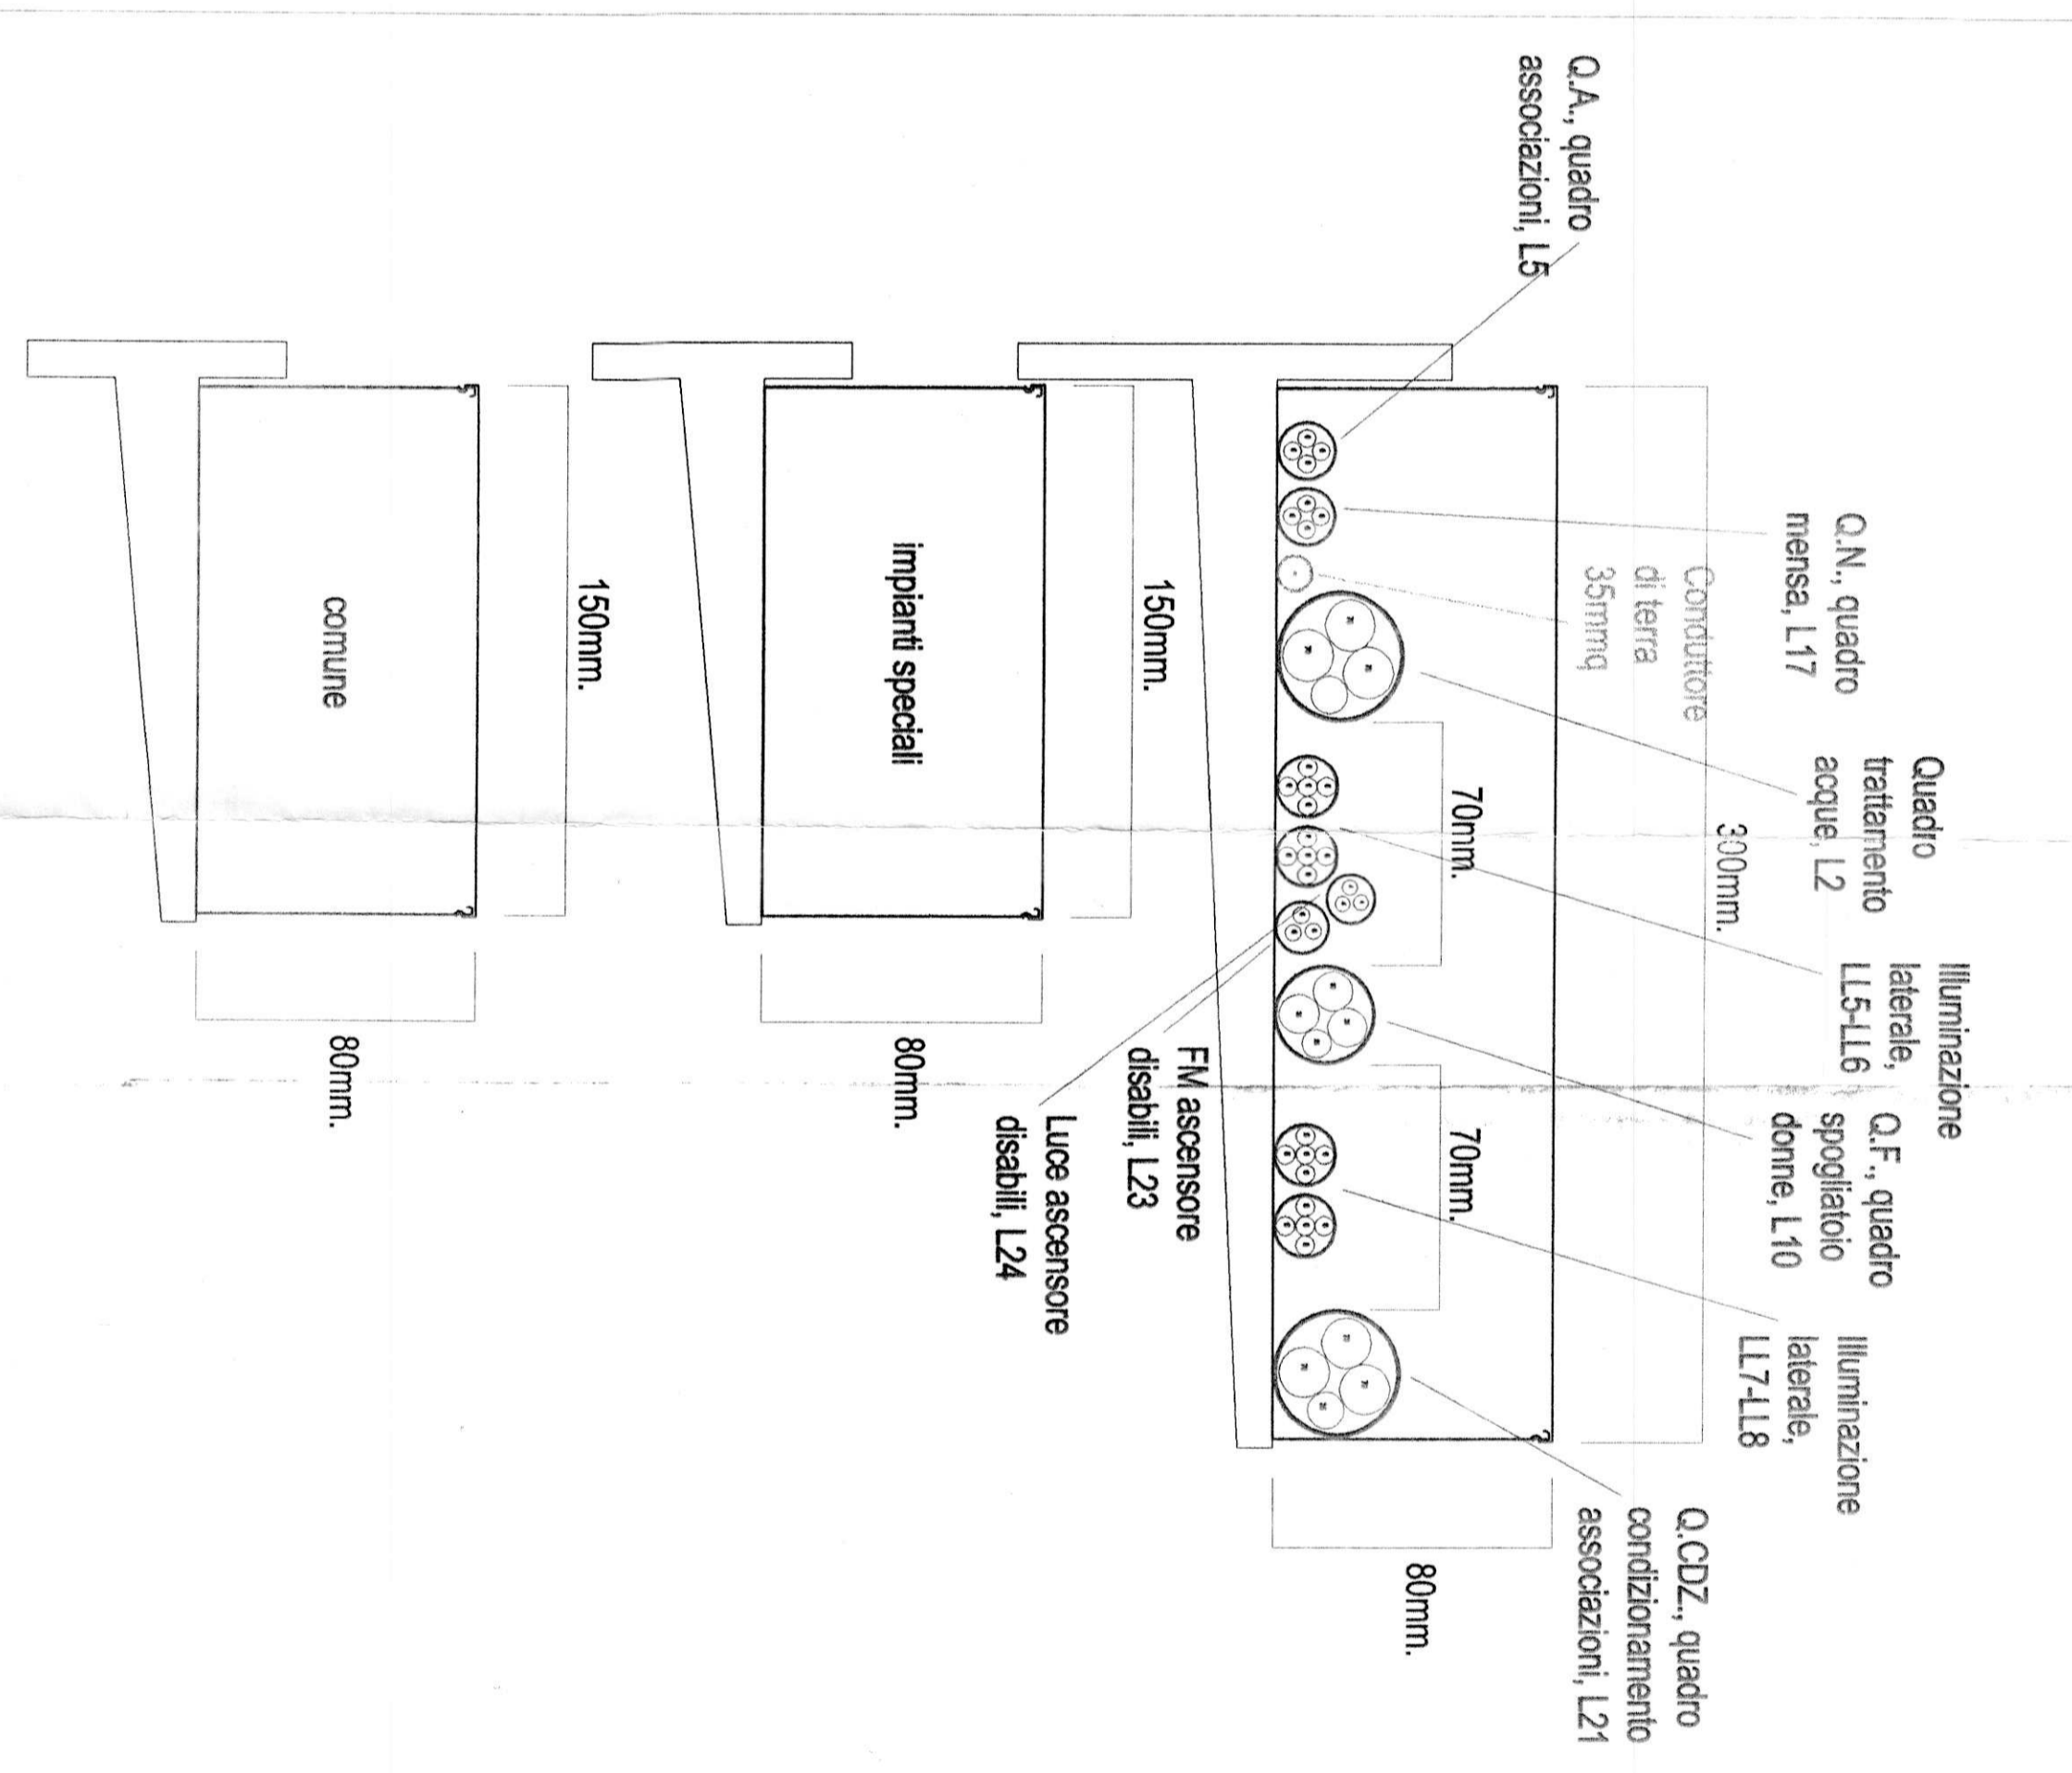 Q.A., quadro
associazioni, L5
Q.N., quadro
mensa, L17
Conduttore
di terra
35mmq
Quadro
trattamento
acque, L2
Illuminazione
laterale,
LL5-LL6
Q.F., quadro
spogliatoio
donne, L10
Illuminazione
laterale,
LL7-LL8
Q.CDZ., quadro
condizionamento
associazioni, L21
300mm.
70mm.
70mm.
80mm.
FM ascensore
disabili, L23
Luce ascensore
disabili, L24
150mm.
impianti speciali
80mm.
150mm.
comune
80mm.